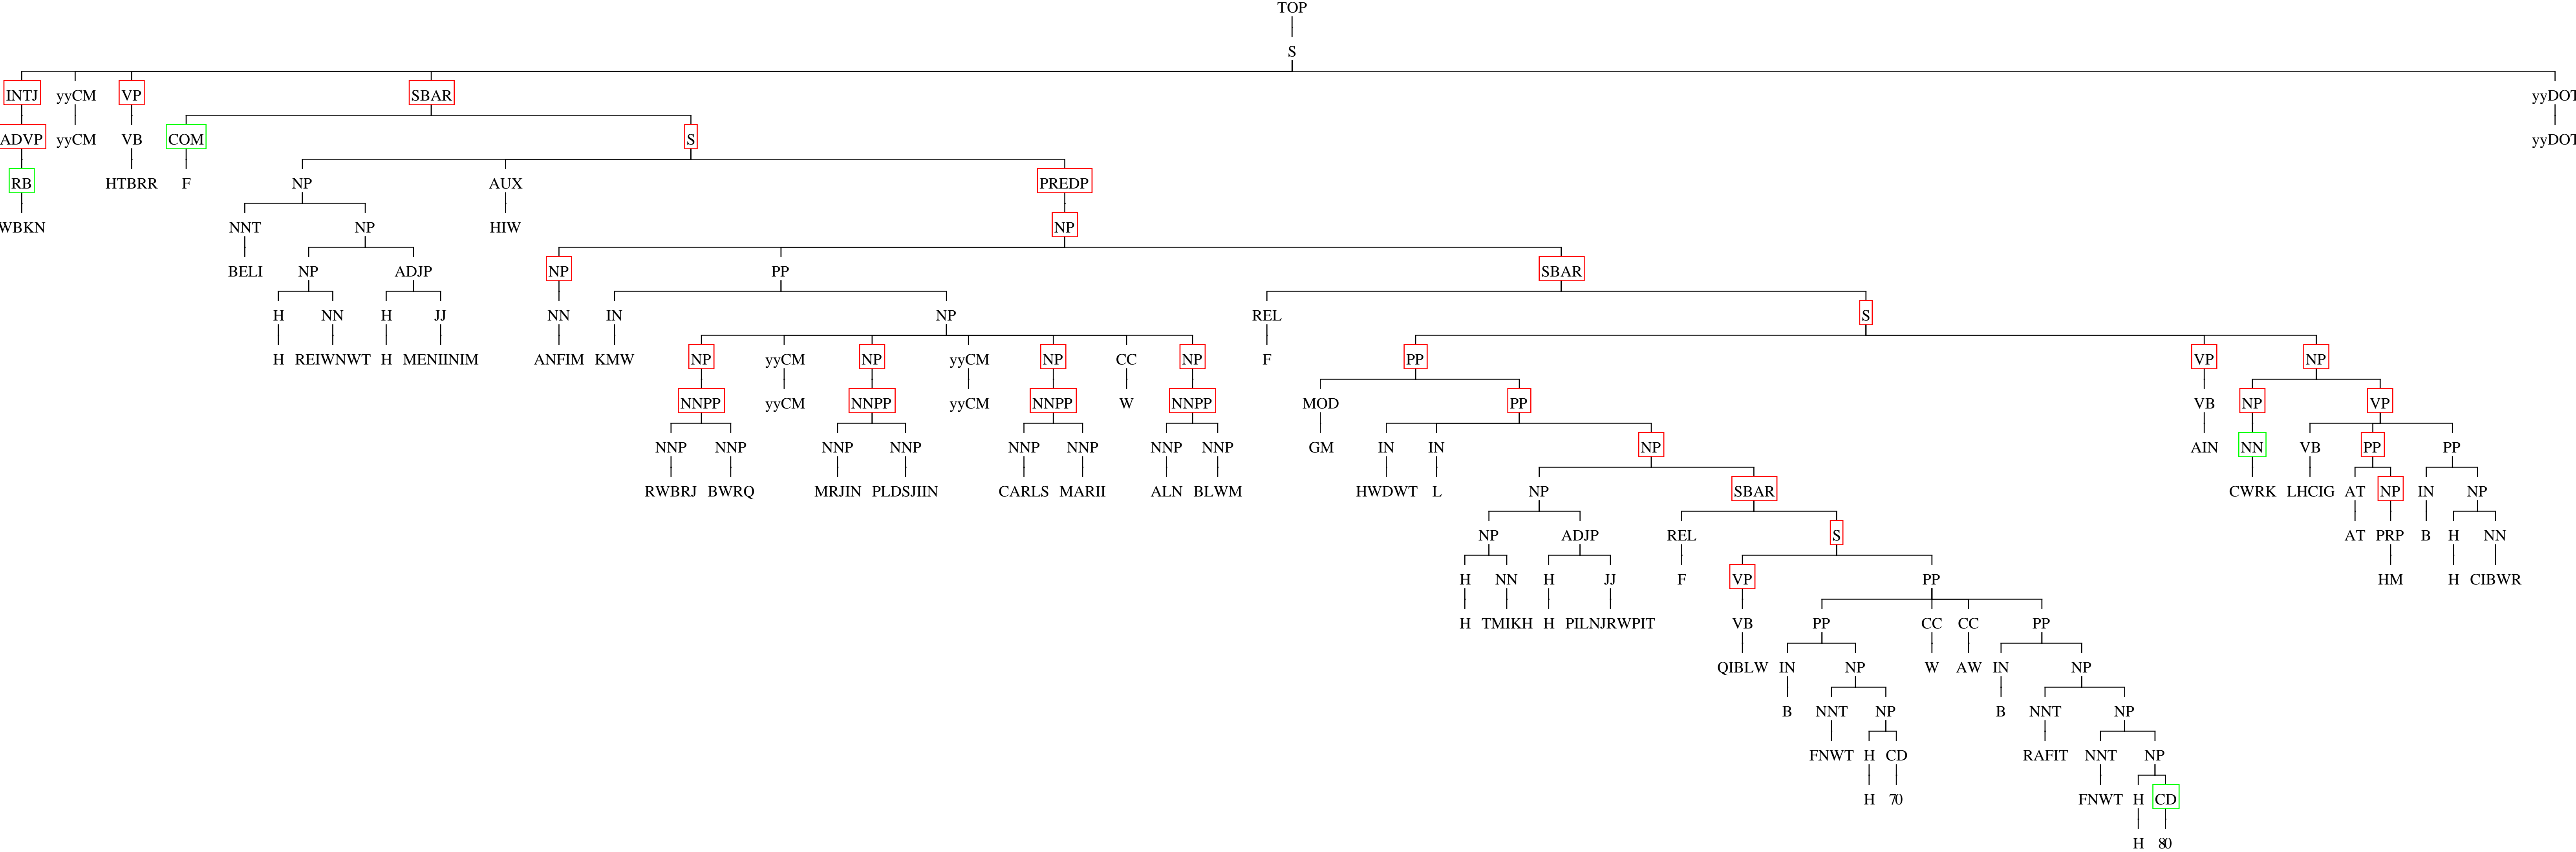 TOP
S
INTJ yyCM VP SBAR yyDOT
ADVP yyCM VB COM S yyDOT
RB HTBRR F NP AUX PREDP
WBKN NNT NP HIW NP
BELI NP ADJP NP PP SBAR
H NN H JJ NN IN NP REL S
H REIWNWT H MENIINIM ANFIM KMW NP yyCM NP yyCM NP CC NP F PP VP NP
NNPP yyCM NNPP yyCM NNPP W NNPP MOD PP VB NP VP
NNP NNP NNP NNP NNP NNP NNP NNP GM IN IN NP AIN NN VB PP PP
RWBRJ BWRQ MRJIN PLDSJIIN CARLS MARII ALN BLWM HWDWT L NP SBAR CWRK LHCIG AT NP IN NP
NP ADJP REL S AT PRP B H NN
H NN H JJ F VP PP HM H CIBWR
H TMIKH H PILNJRWPIT VB PP CC CC PP
QIBLW IN NP W AW IN NP
B NNT NP B NNT NP
FNWT H CD RAFIT NNT NP
H 70 FNWT H CD
H 80